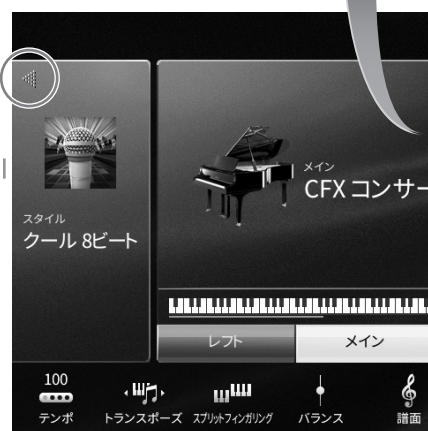 スタイル
クール 8ビート
メイン
CFX コンサー
レフト
メイン
100
テンポ
トランスポーズ
スプリットフィンガリング
バランス
譜面